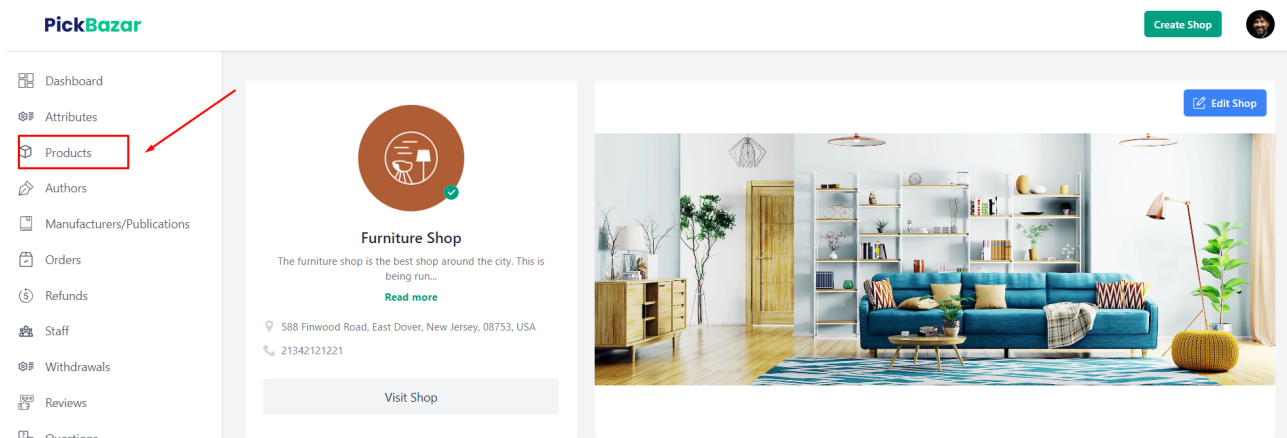 PickBazar
Create Shop
Dashboard
Attributes
Products
Authors
Manufacturers/Publications
Orders
Refunds
Staff
Withdrawals
Reviews
Questions
Furniture Shop
The furniture shop is the best shop around the city. This is
being run...
Read more
588 Finwood Road, East Dover, New Jersey, 08753, USA
21342121221
Visit Shop
Edit Shop